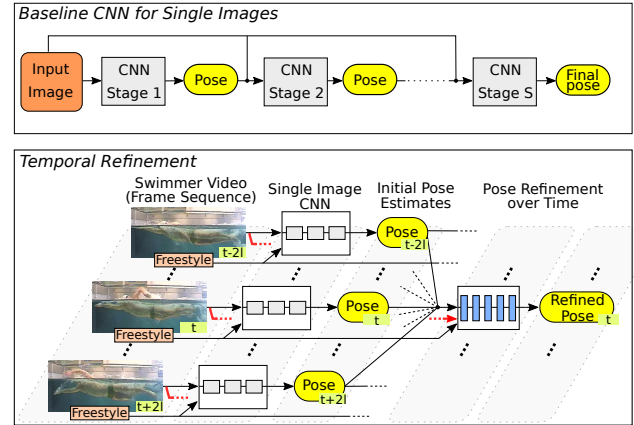 Baseline CNN for Single Images
Input
Image
CNN
Stage 1
Pose
CNN
Stage 2
Pose
CNN
Stage S
Final
pose
Temporal Refinement
Swimmer Video
(Frame Sequence)
Single Image
CNN
Initial Pose
Estimates
Pose Refinement
over Time
Pose
t-2l
t-2l
Freestyle
Pose
t
Refined
Pose
t
t
Freestyle
Pose
t+2l
t+2l
Freestyle